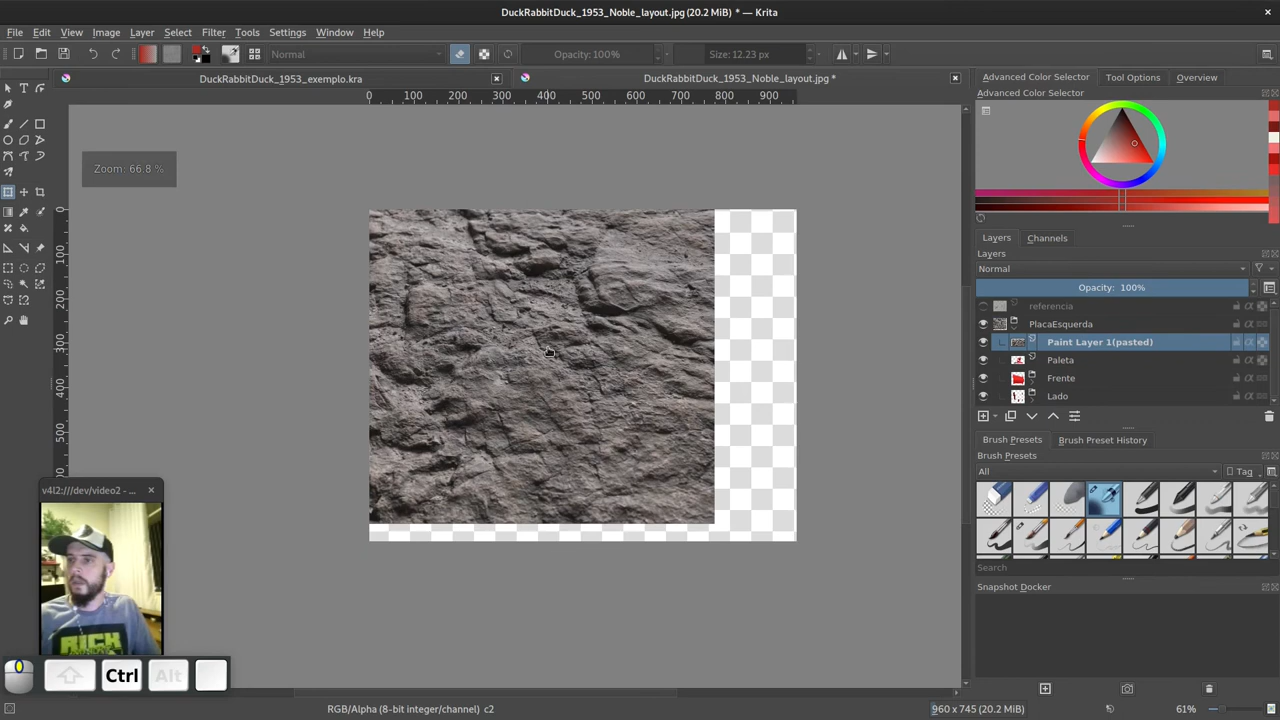 DuckRabbitDuck_1953_Noble_layout.jpg (20.2 MiB) * — Krita
File Edit View Image Layer Select Filter Tools Settings Window Help
Normal Opacity: 100% Size: 12.23 px
DuckRabbitDuck_1953_exemplo.kra DuckRabbitDuck_1953_Noble_layout.jpg *
Advanced Color Selector Tool Options Overview
Advanced Color Selector
0 100 200 300 400 500 600 700 800 900
0
100
200
300
400
500
Zoom: 66.8 %
Layers Channels
Layers
Normal
Opacity: 100%
referencia
PlacaEsquerda
Paint Layer 1(pasted)
Paleta
Frente
Lado
Brush Presets Brush Preset History
Brush Presets
All Tag
Search
Snapshot Docker
v4l2:///dev/video2 - ...
RICK
Ctrl Alt
RGB/Alpha (8-bit integer/channel) c2 960 x 745 (20.2 MiB) 61%